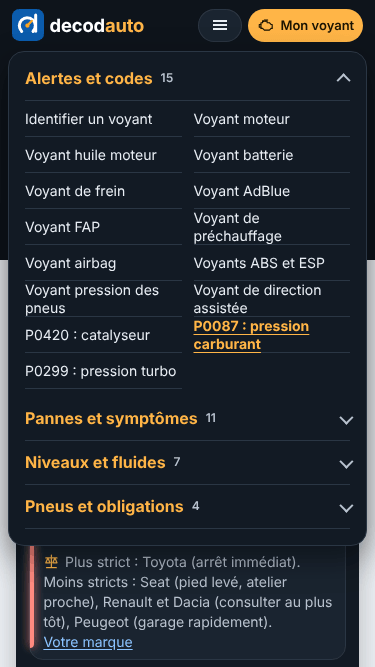 decodauto
Mon voyant
Alertes et codes 15
Identifier un voyant
Voyant moteur
Voyant huile moteur
Voyant batterie
Voyant de frein
Voyant AdBlue
Voyant FAP
Voyant de
préchauffage
Voyant airbag
Voyants ABS et ESP
Voyant pression des
pneus
Voyant de direction
assistée
P0420 : catalyseur
P0087 : pression
carburant
P0299 : pression turbo
Pannes et symptômes 11
Niveaux et fluides 7
Pneus et obligations 4
Plus strict : Toyota (arrêt immédiat).
Moins stricts : Seat (pied levé, atelier
proche), Renault et Dacia (consulter au plus
tôt), Peugeot (garage rapidement).
Votre marque